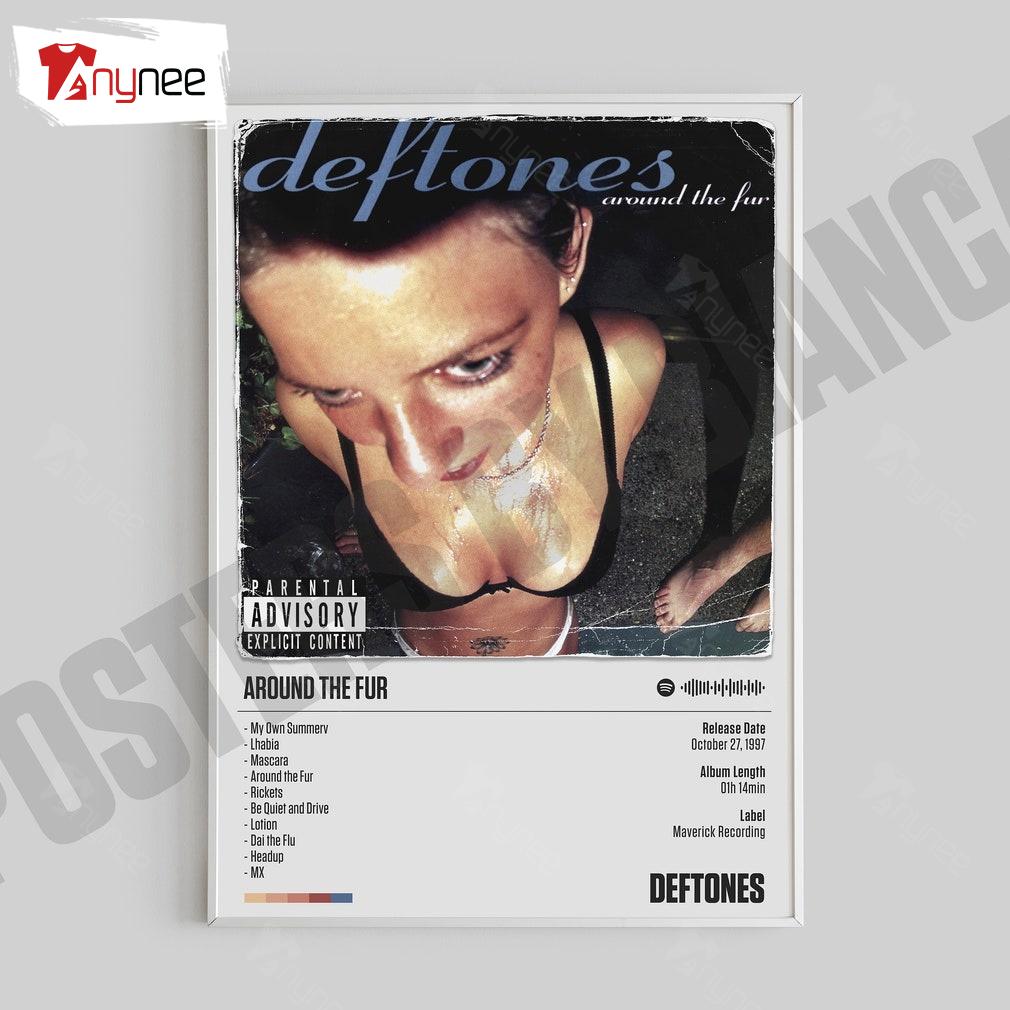 Anynee
deftones
around the fur
PARENTAL
ADVISORY
EXPLICIT CONTENT
AROUND THE FUR
- My Own Summerv
- Lhabia
- Mascara
- Around the Fur
- Rickets
- Be Quiet and Drive
- Lotion
- Dai the Flu
- Headup
- MX
Release Date
October 27, 1997
Album Length
01h 14min
Label
Maverick Recording
DEFTONES